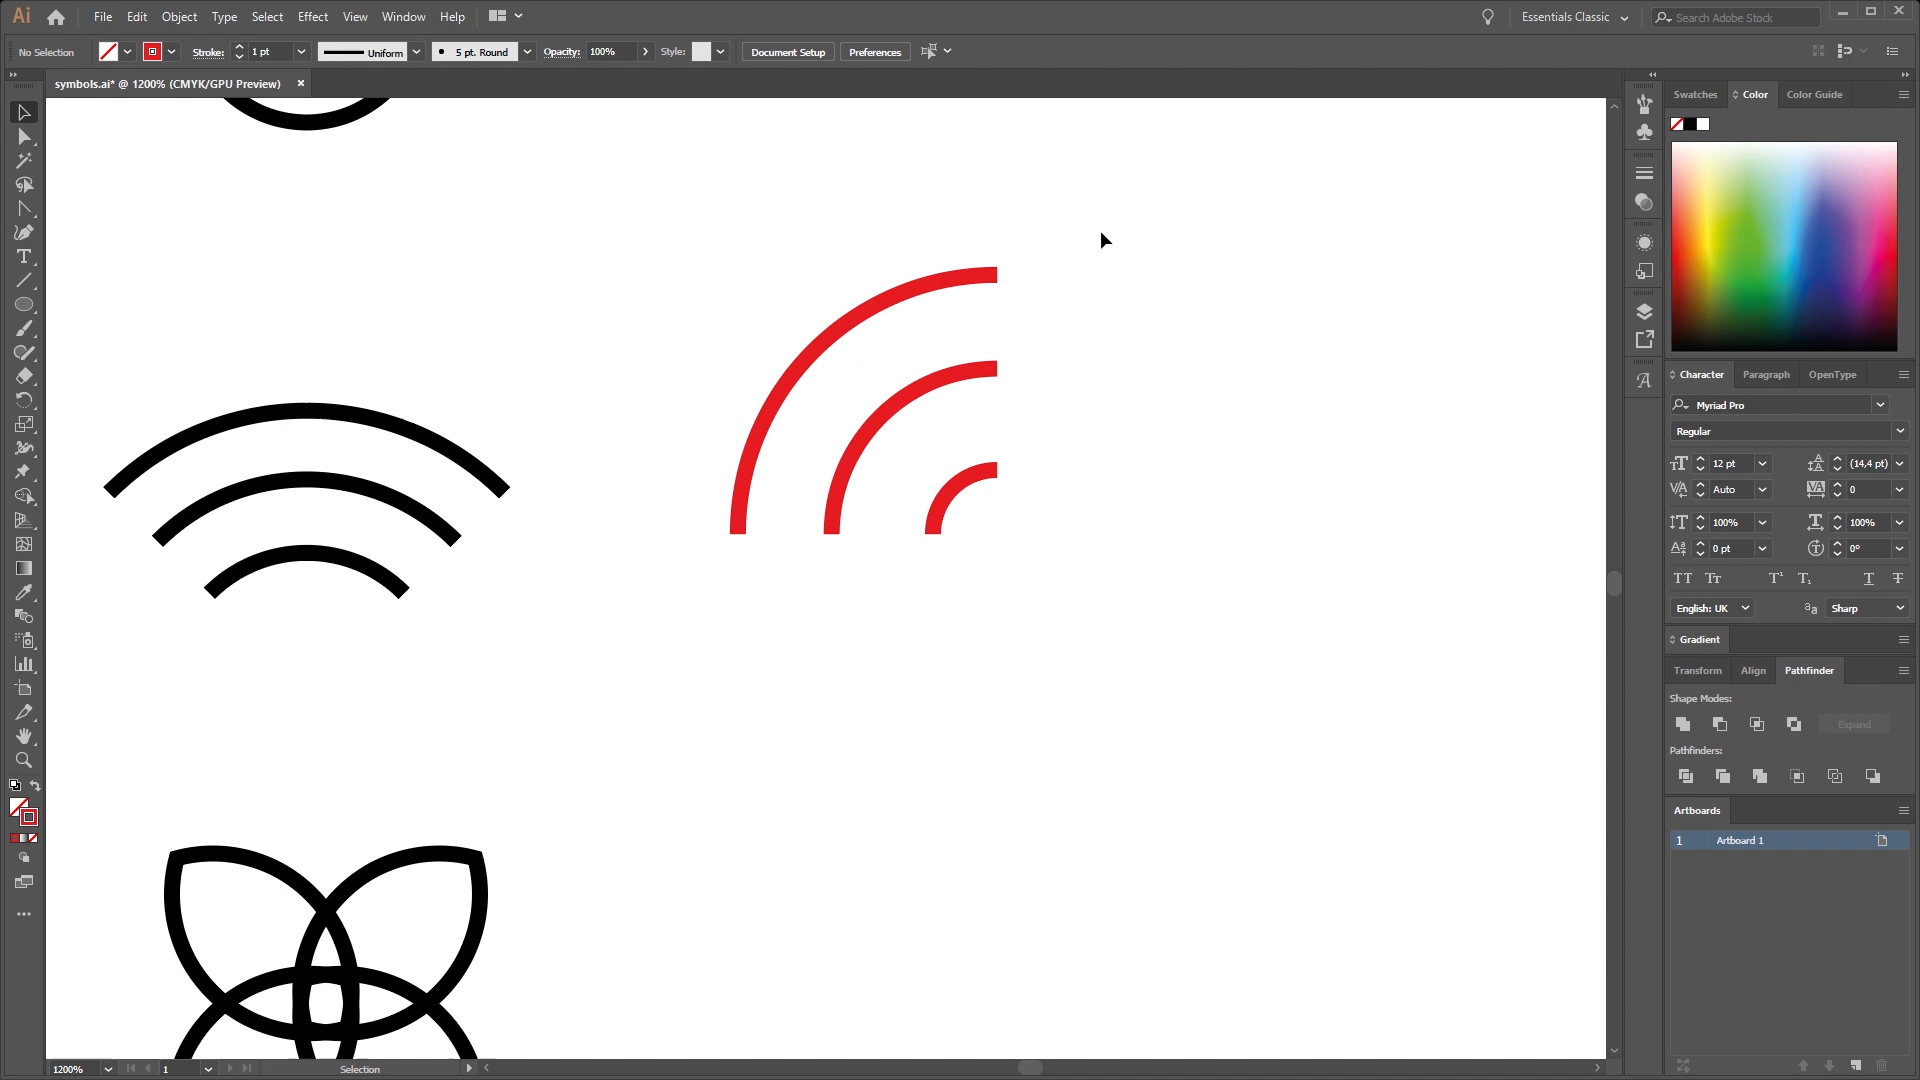 Ai File Edit Object Type Select Effect View Window Help Essentials Classic Search Adobe Stock
No Selection Stroke: 1 pt Uniform 5 pt. Round Opacity: 100% Style: Document Setup Preferences
symbols.ai* @ 1200% (CMYK/GPU Preview)
Swatches Color Color Guide
Character Paragraph OpenType
Myriad Pro
Regular
12 pt (14,4 pt)
Auto 0
100% 100%
0 pt 0°
English: UK Sharp
Gradient
Transform Align Pathfinder
Shape Modes:
Expand
Pathfinders:
Artboards
1 Artboard 1
1200% 1 Selection